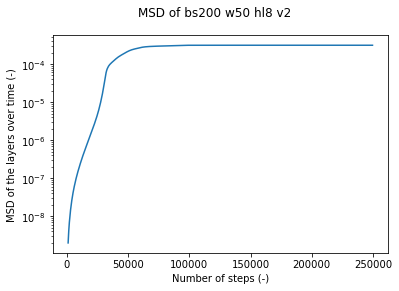 MSD of bs200 w50 hl8 v2
MSD of the layers over time (-)
10⁻⁴
10⁻⁵
10⁻⁶
10⁻⁷
10⁻⁸
0 50000 100000 150000 200000 250000
Number of steps (-)